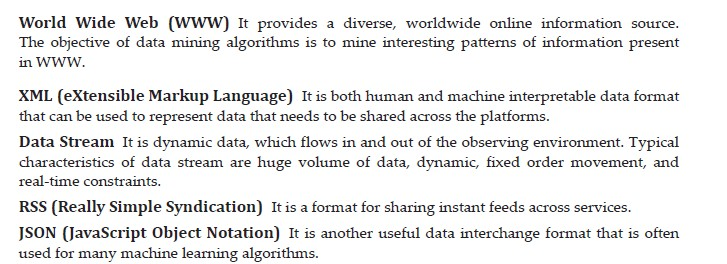 World Wide Web (WWW) It provides a diverse, worldwide online information source.
The objective of data mining algorithms is to mine interesting patterns of information present
in WWW.
XML (eXtensible Markup Language) It is both human and machine interpretable data format
that can be used to represent data that needs to be shared across the platforms.
Data Stream It is dynamic data, which flows in and out of the observing environment. Typical
characteristics of data stream are huge volume of data, dynamic, fixed order movement, and
real-time constraints.
RSS (Really Simple Syndication) It is a format for sharing instant feeds across services.
JSON (JavaScript Object Notation) It is another useful data interchange format that is often
used for many machine learning algorithms.